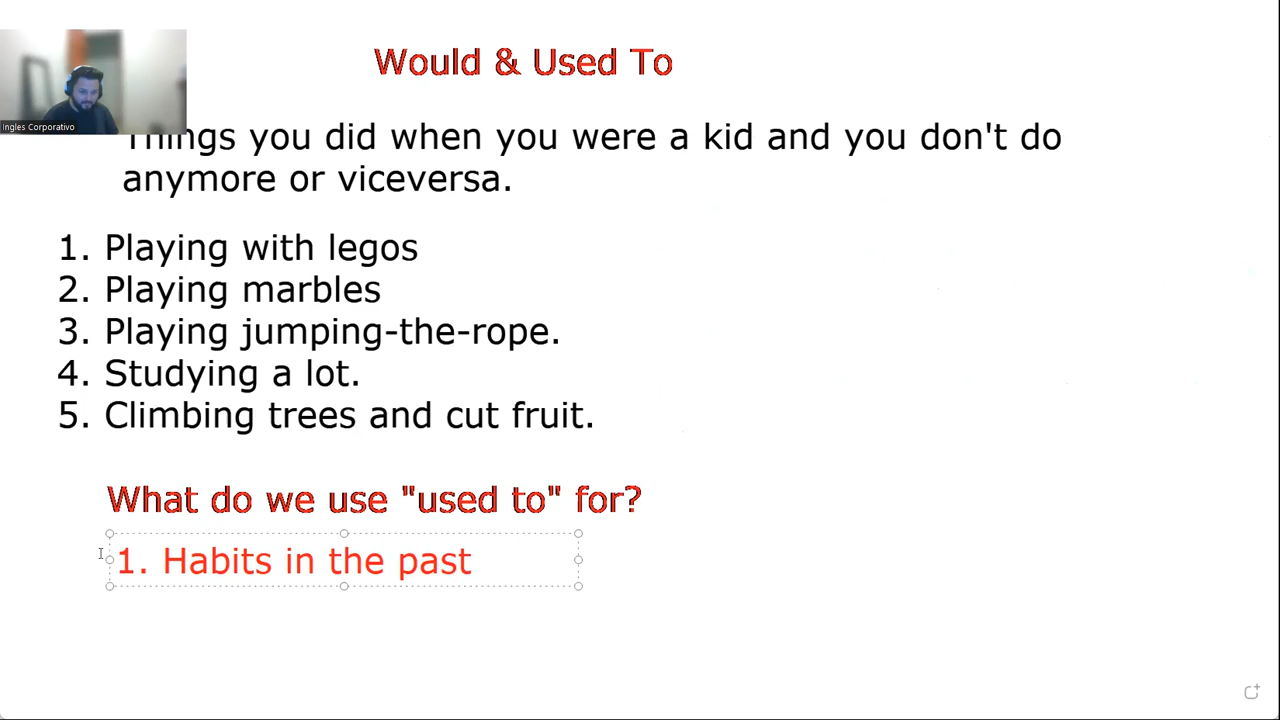 Would & Used To
Ingles Corporativo
Things you did when you were a kid and you don't do
anymore or viceversa.
1. Playing with legos
2. Playing marbles
3. Playing jumping-the-rope.
4. Studying a lot.
5. Climbing trees and cut fruit.
What do we use "used to" for?
1. Habits in the past